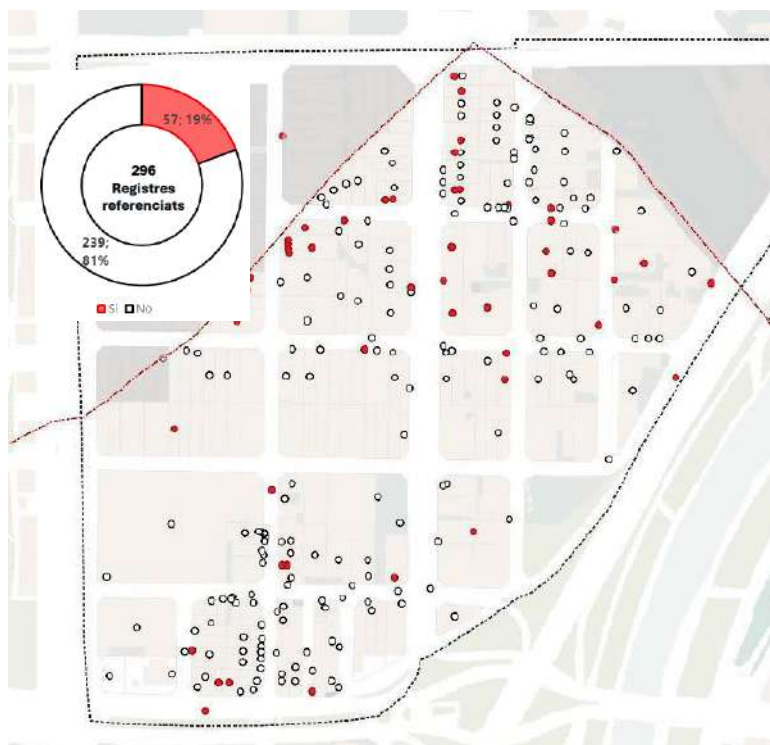 57; 19%
296
Registres
referenciats
239;
81%
Sí No